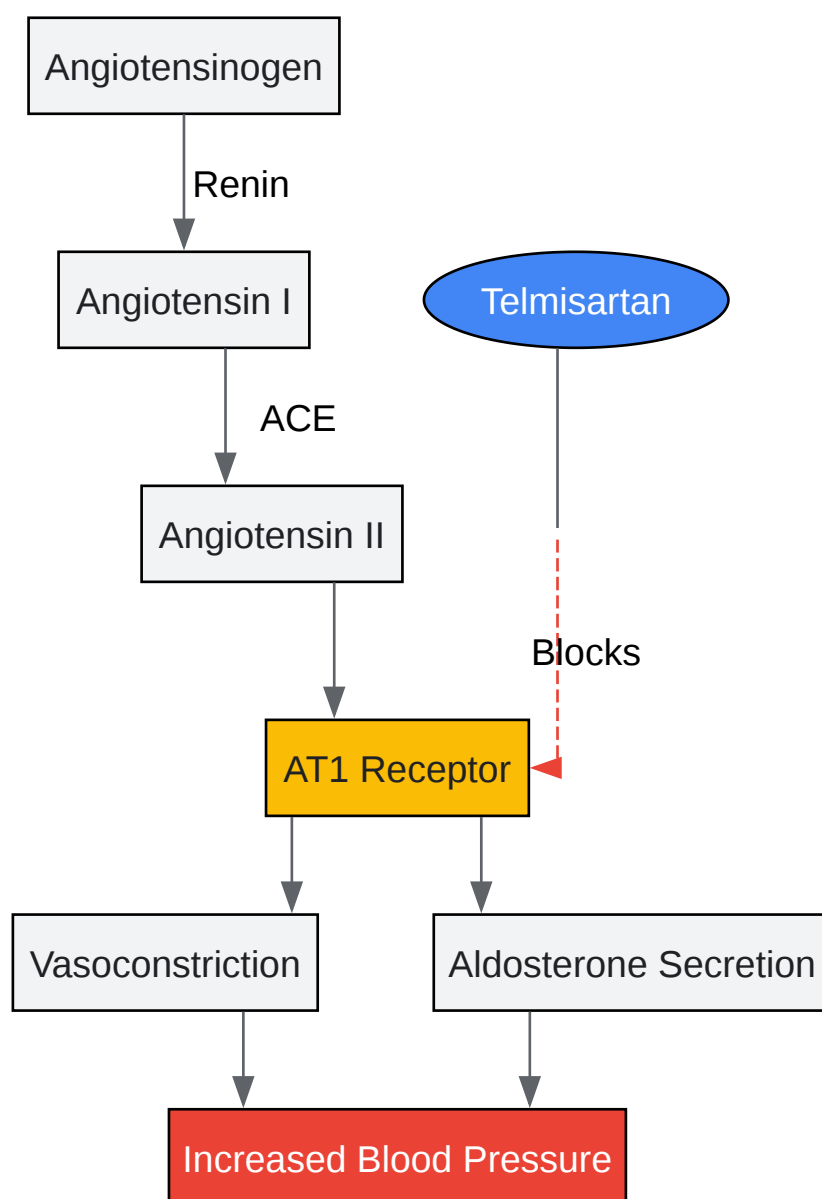 Angiotensinogen
Renin
Angiotensin I
Telmisartan
ACE
Angiotensin II
Blocks
AT1 Receptor
Vasoconstriction
Aldosterone Secretion
Increased Blood Pressure